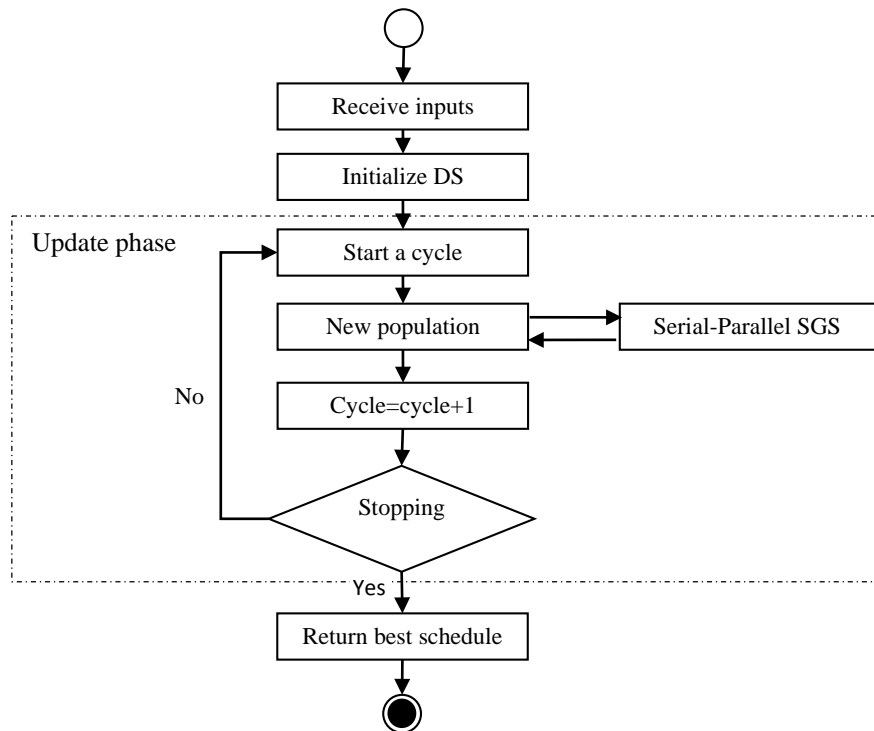 Receive inputs
Initialize DS
Update phase
Start a cycle
New population
Serial-Parallel SGS
No
Cycle=cycle+1
Stopping
Yes
Return best schedule